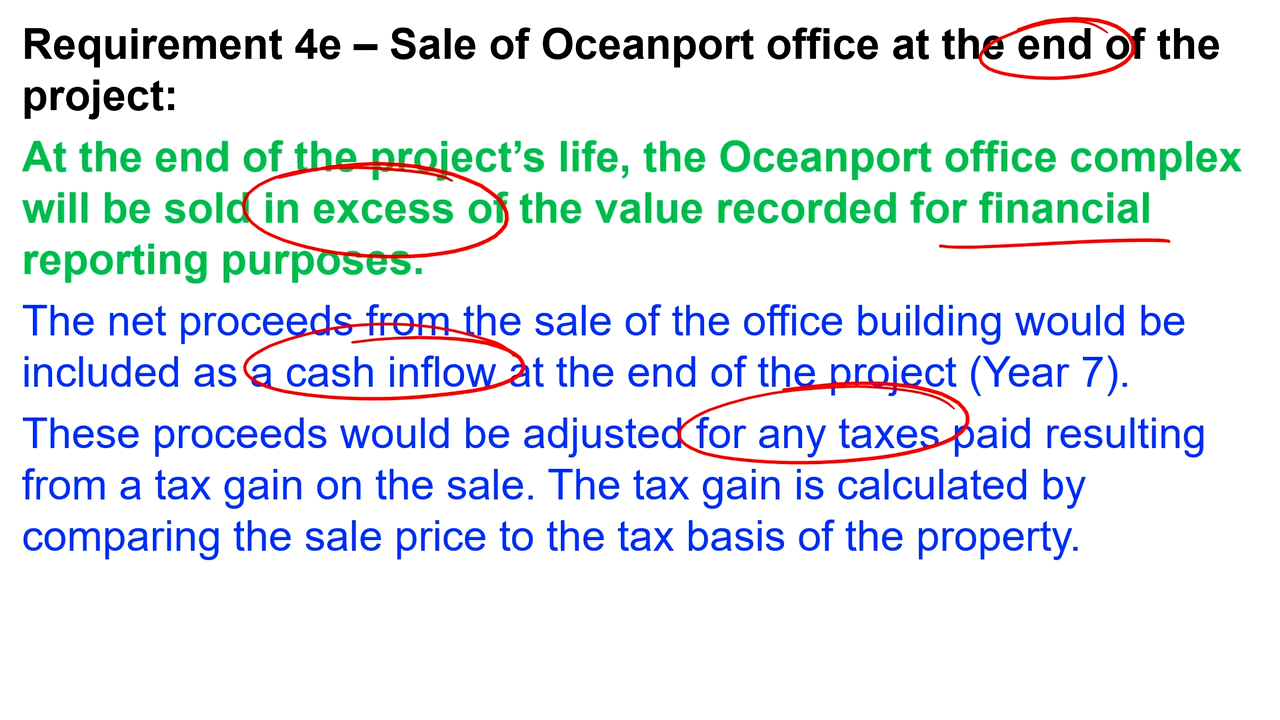 Requirement 4e – Sale of Oceanport office at the end of the
project:
At the end of the project’s life, the Oceanport office complex
will be sold in excess of the value recorded for financial
reporting purposes.
The net proceeds from the sale of the office building would be
included as a cash inflow at the end of the project (Year 7).
These proceeds would be adjusted for any taxes paid resulting
from a tax gain on the sale. The tax gain is calculated by
comparing the sale price to the tax basis of the property.